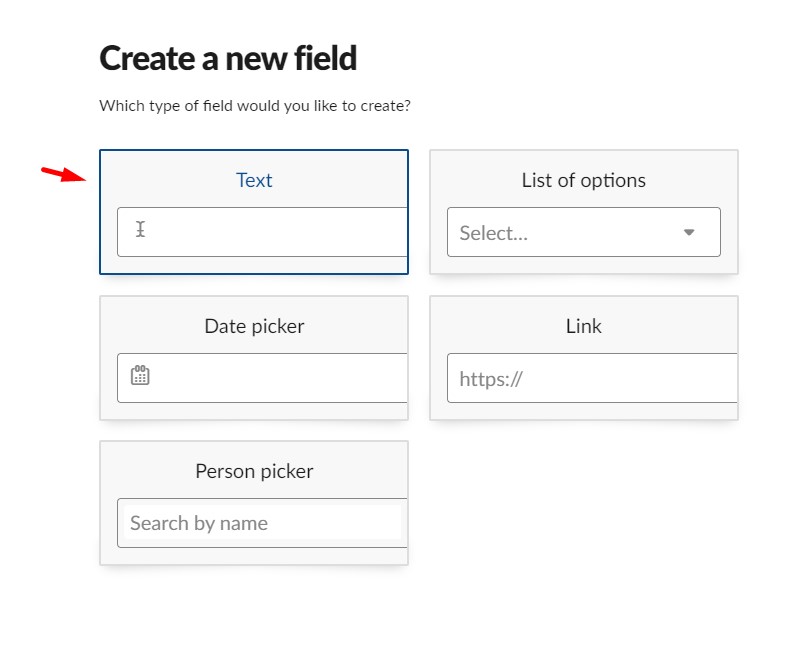 Create a new field
Which type of field would you like to create?
Text
List of options
Select...
Date picker
Link
https://
Person picker
Search by name